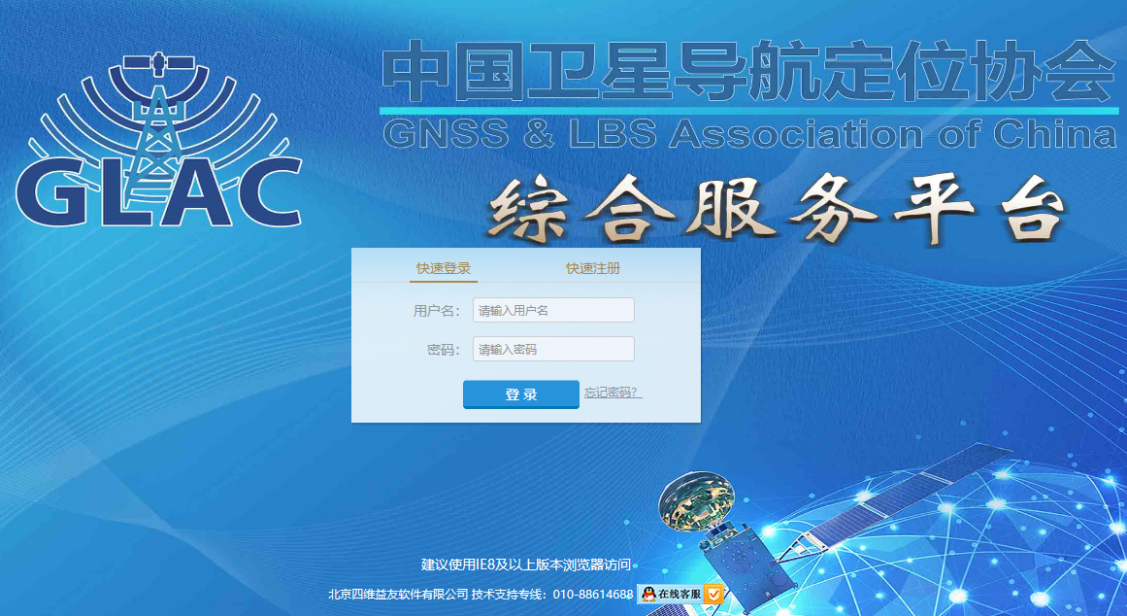 GLAC
中国卫星导航定位协会
GNSS & LBS Association of China
综合服务平台
快速登录 快速注册
用户名： 请输入用户名
密码： 请输入密码
登 录 忘记密码？
建议使用IE8及以上版本浏览器访问
北京四维益友软件有限公司 技术支持专线：010-88614688 在线客服